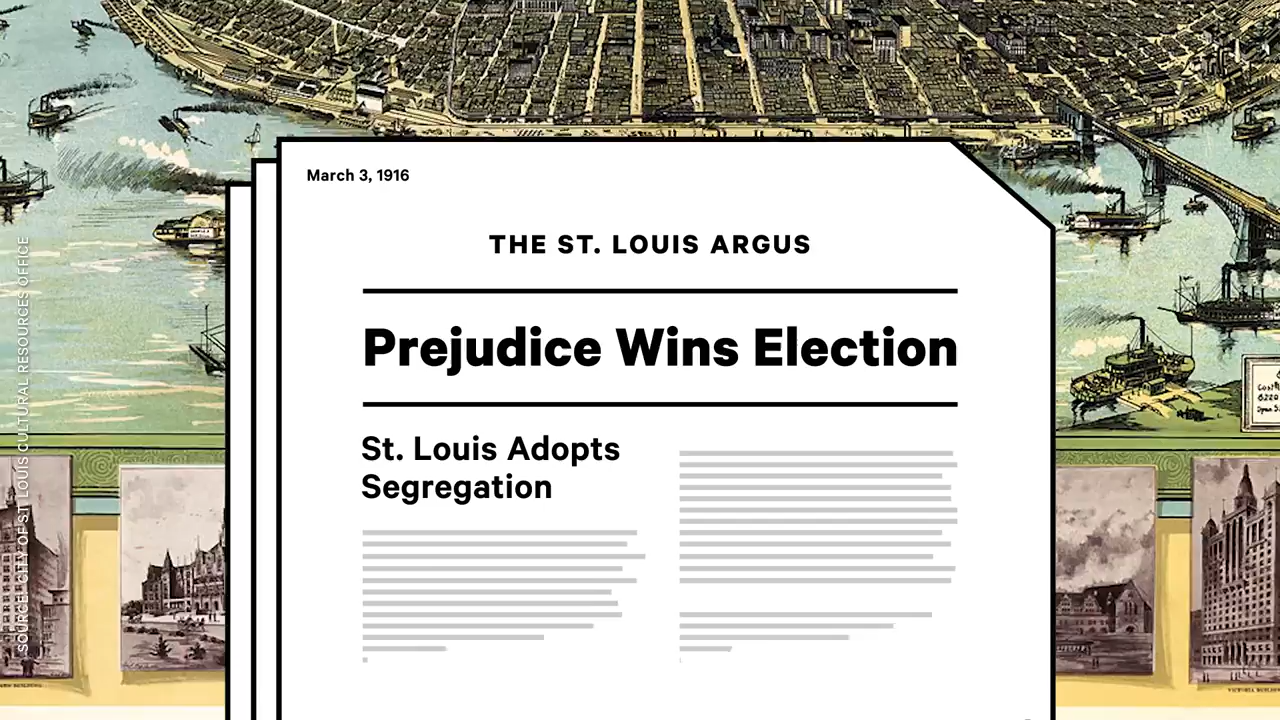 March 3, 1916
THE ST. LOUIS ARGUS
Prejudice Wins Election
St. Louis Adopts
Segregation
SOURCE: CITY OF ST LOUIS CULTURAL RESOURCES OFFICE